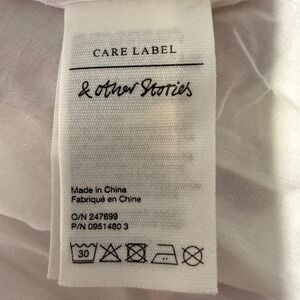 CARE LABEL
& other Stories
Made in China
Fabriqué en Chine
O/N 247699
P/N 0951480 3
30